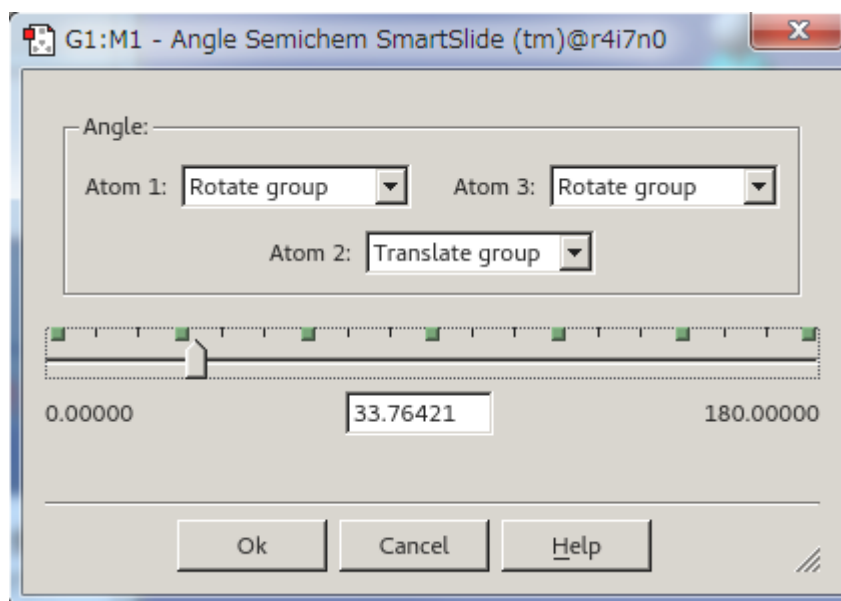 G1:M1 - Angle Semichem SmartSlide (tm)@r4i7n0
Angle:
Atom 1: Rotate group Atom 3: Rotate group
Atom 2: Translate group
0.00000 33.76421 180.00000
Ok Cancel Help